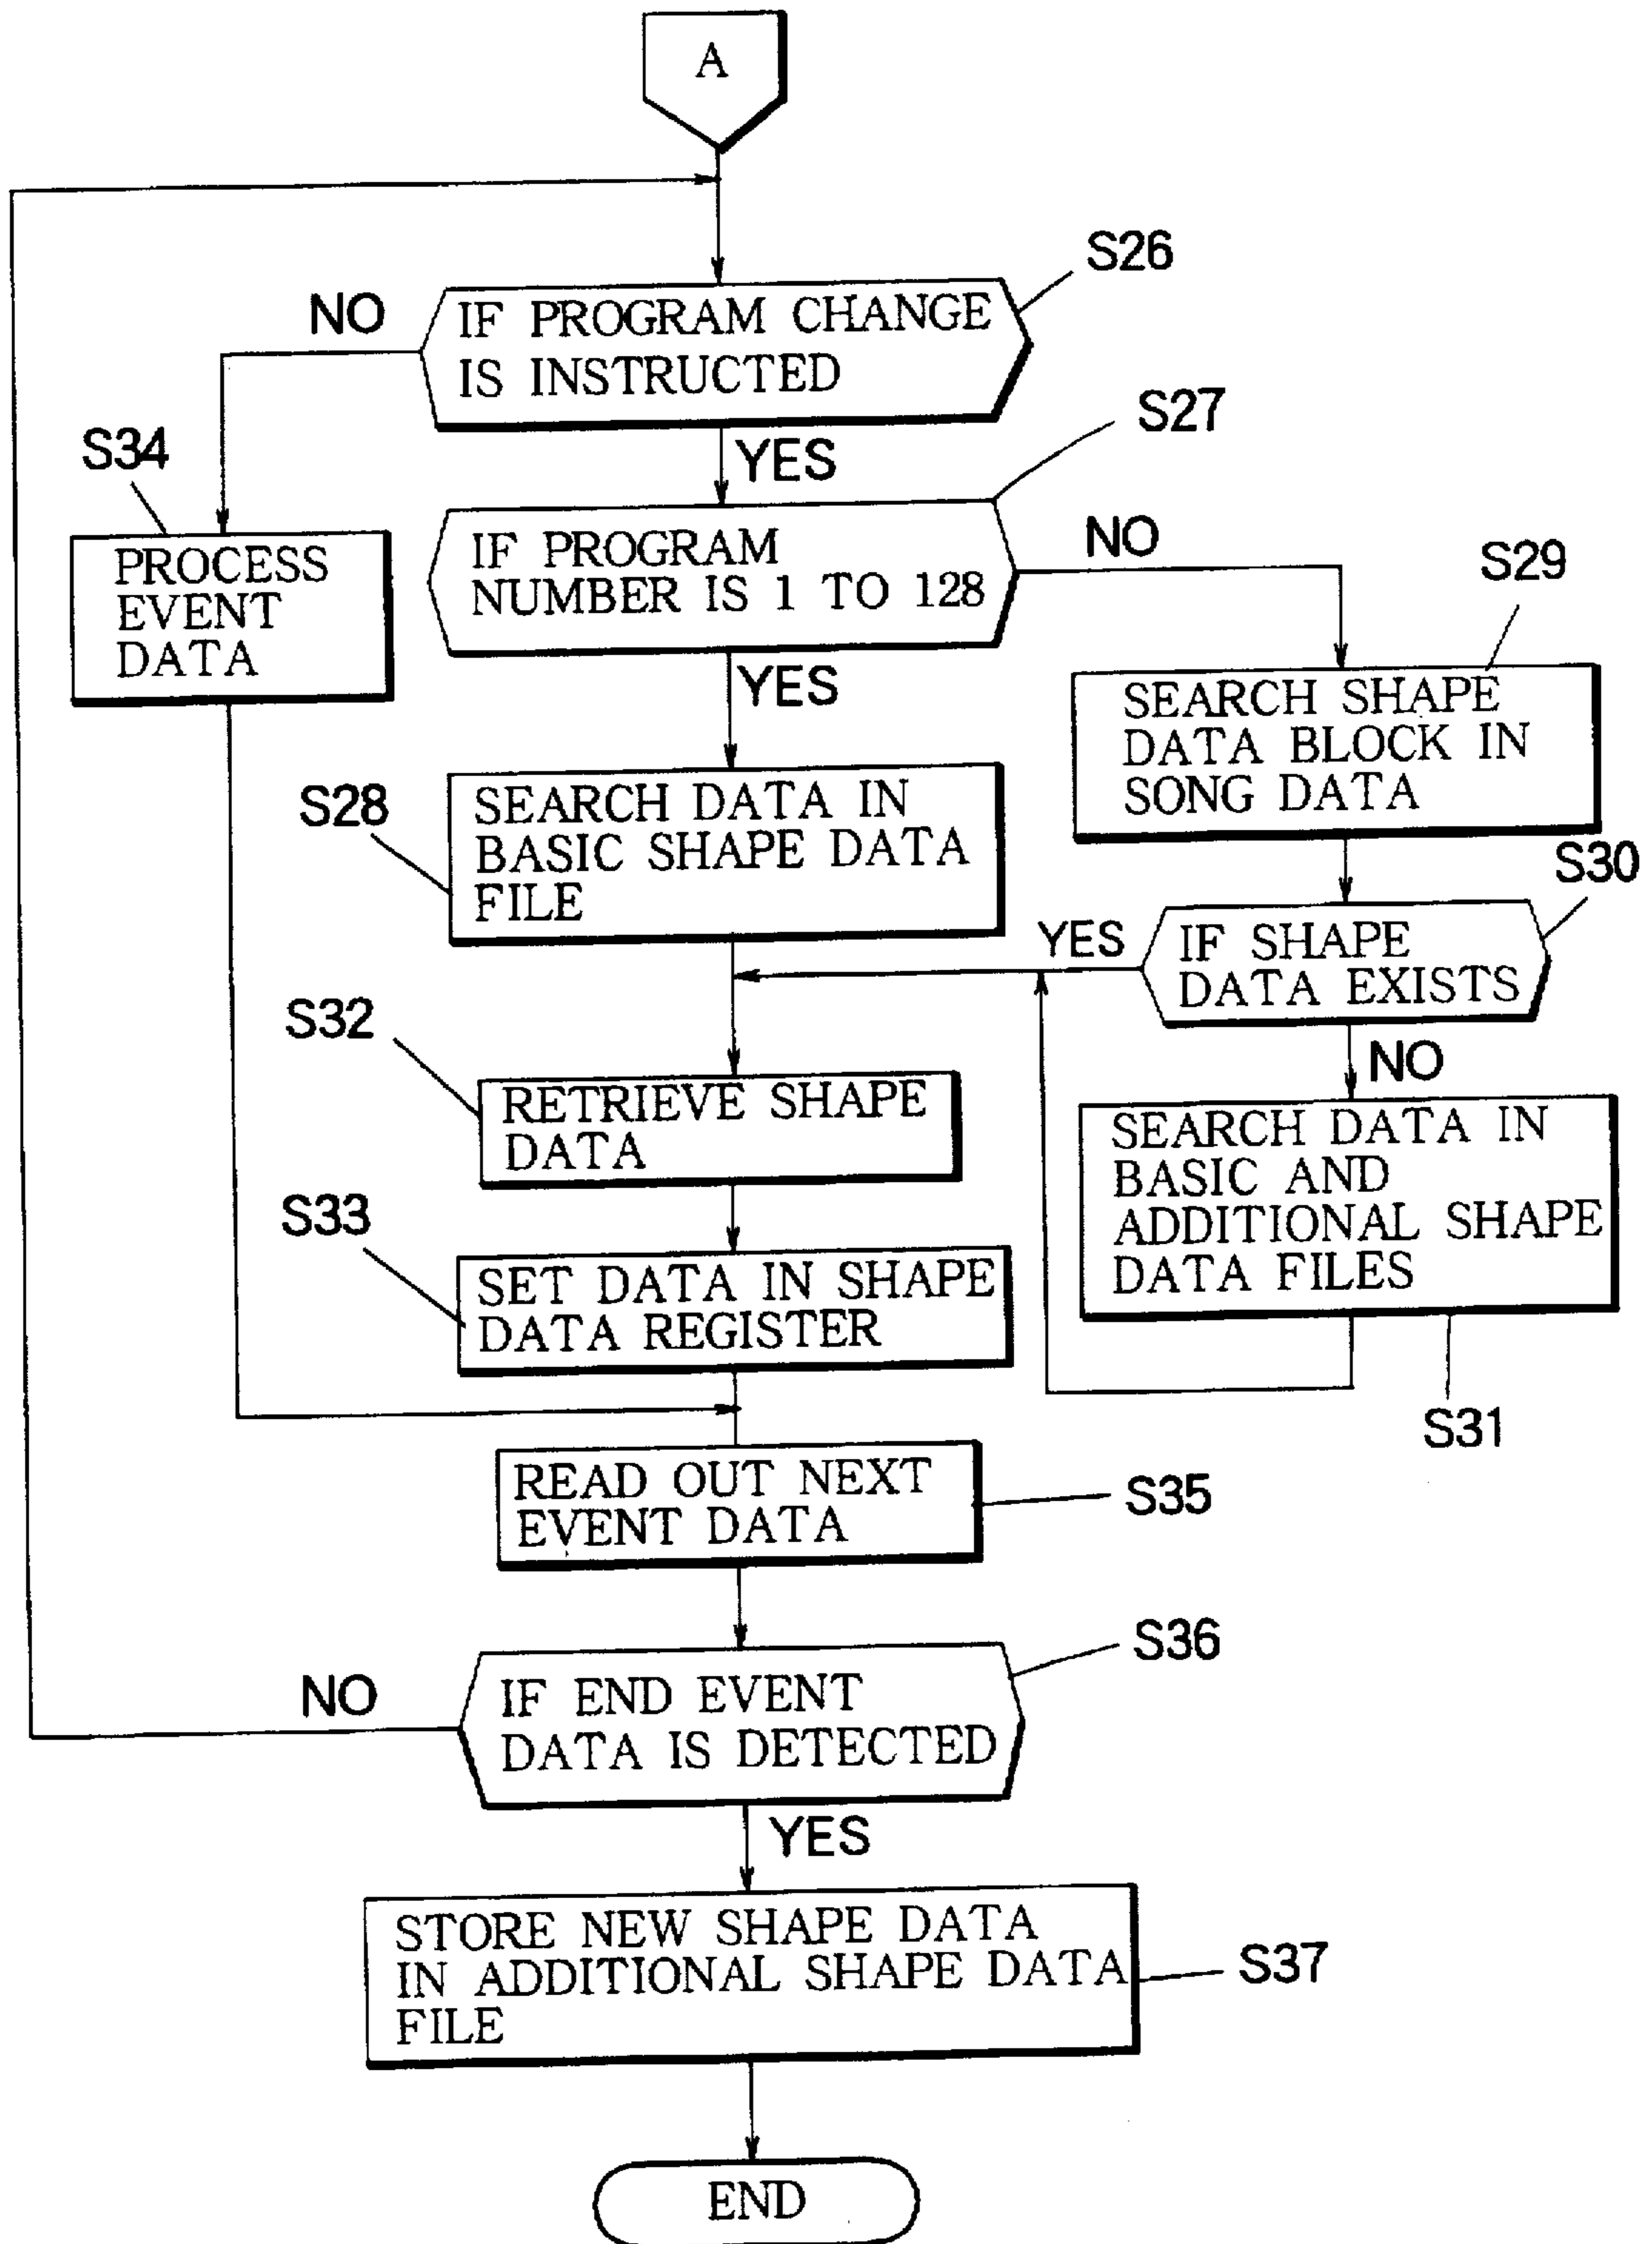 A
S26
NO
IF PROGRAM CHANGE
IS INSTRUCTED
S27
S34
YES
PROCESS
EVENT
DATA
IF PROGRAM
NUMBER IS 1 TO 128
NO
S29
YES
SEARCH SHAPE
DATA BLOCK IN
SONG DATA
S28
SEARCH DATA IN
BASIC SHAPE DATA
FILE
S30
YES
IF SHAPE
DATA EXISTS
S32
NO
RETRIEVE SHAPE
DATA
SEARCH DATA IN
BASIC AND
ADDITIONAL SHAPE
DATA FILES
S33
SET DATA IN SHAPE
DATA REGISTER
S31
READ OUT NEXT
EVENT DATA
S35
S36
NO
IF END EVENT
DATA IS DETECTED
YES
STORE NEW SHAPE DATA
IN ADDITIONAL SHAPE DATA
FILE
S37
END